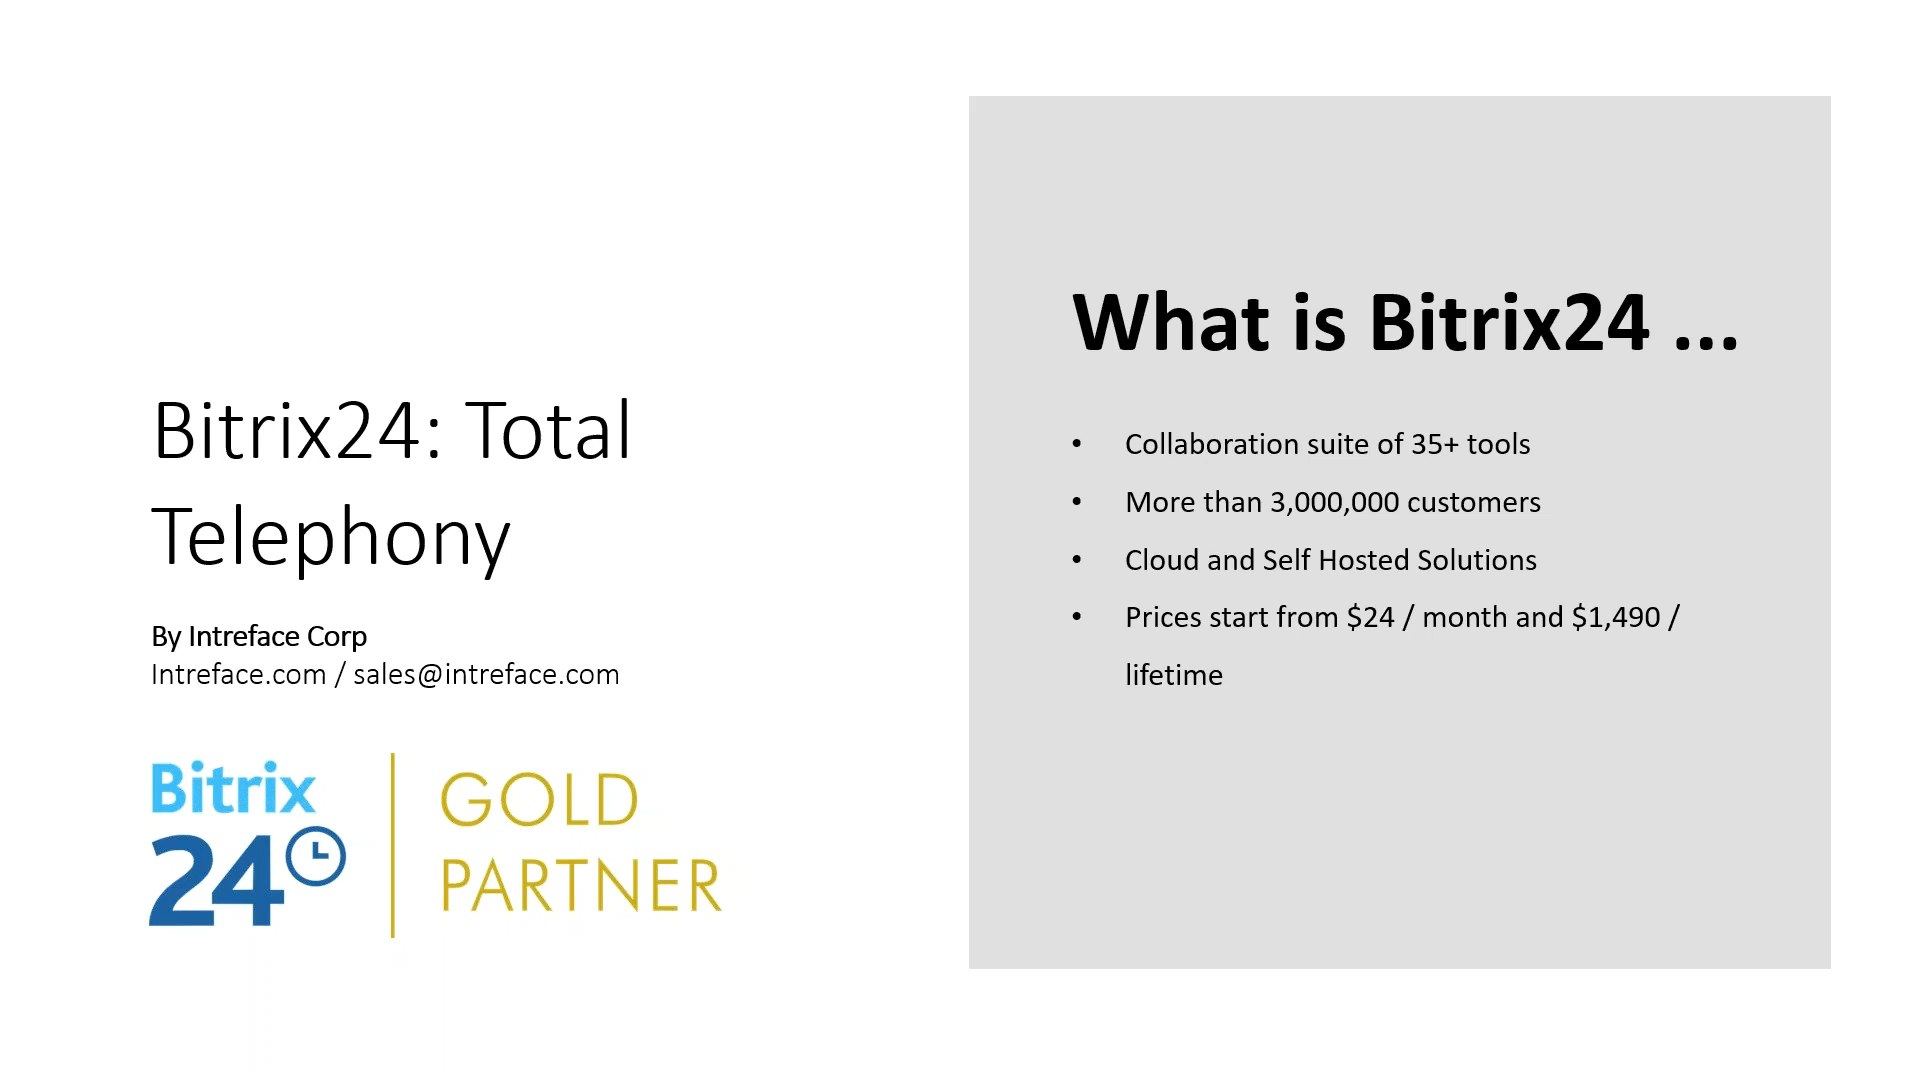 Bitrix24: Total
Telephony
By Intreface Corp
Intreface.com / sales@intreface.com
Bitrix
24
GOLD
PARTNER
What is Bitrix24 ...
• Collaboration suite of 35+ tools
• More than 3,000,000 customers
• Cloud and Self Hosted Solutions
• Prices start from $24 / month and $1,490 /
lifetime